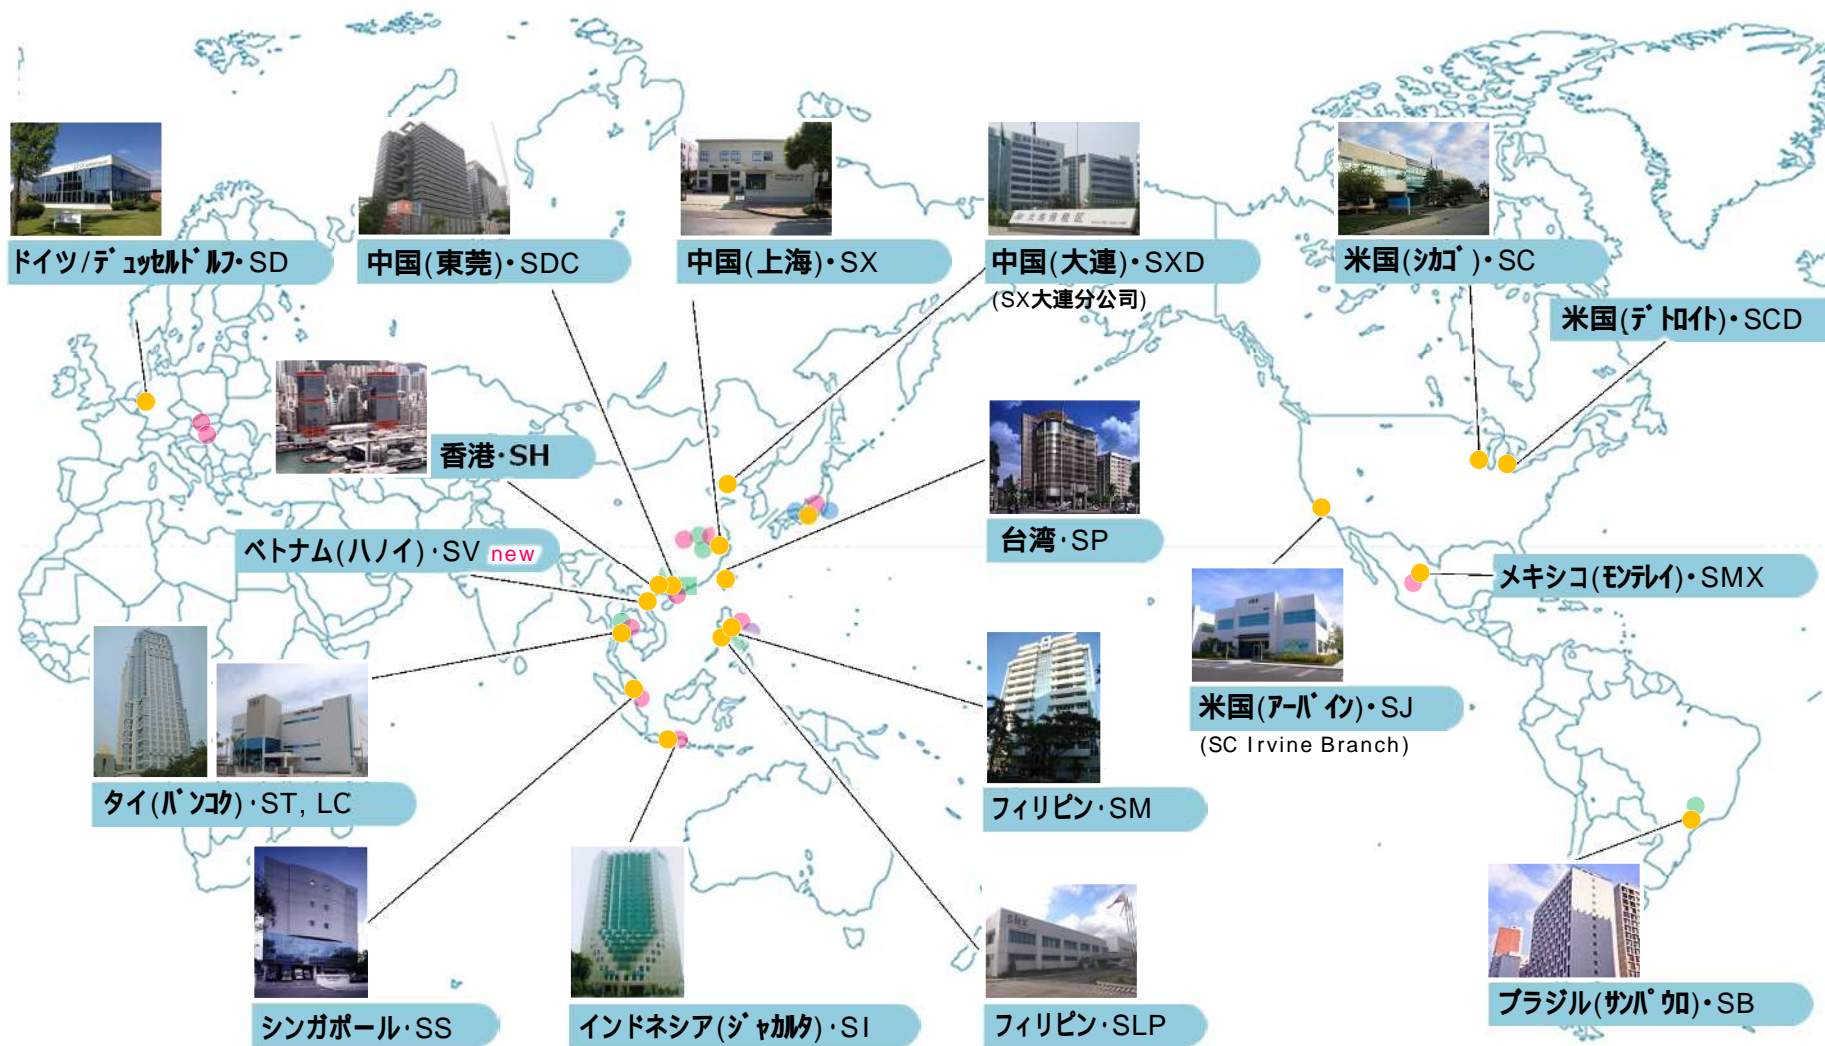 ドイツ/デュッセルドルフ・SD
中国(東莞)・SDC
中国(上海)・SX
中国(大連)・SXD
(SX大連分公司)
米国(シカゴ)・SC
米国(デトロイト)・SCD
香港・SH
ベトナム(ハノイ)・SV new
台湾・SP
メキシコ(モンテレイ)・SMX
米国(アーバイン)・SJ
(SC Irvine Branch)
タイ(バンコク)・ST, LC
フィリピン・SM
シンガポール・SS
インドネシア(ジャカルタ)・SI
フィリピン・SLP
ブラジル(サンパウロ)・SB